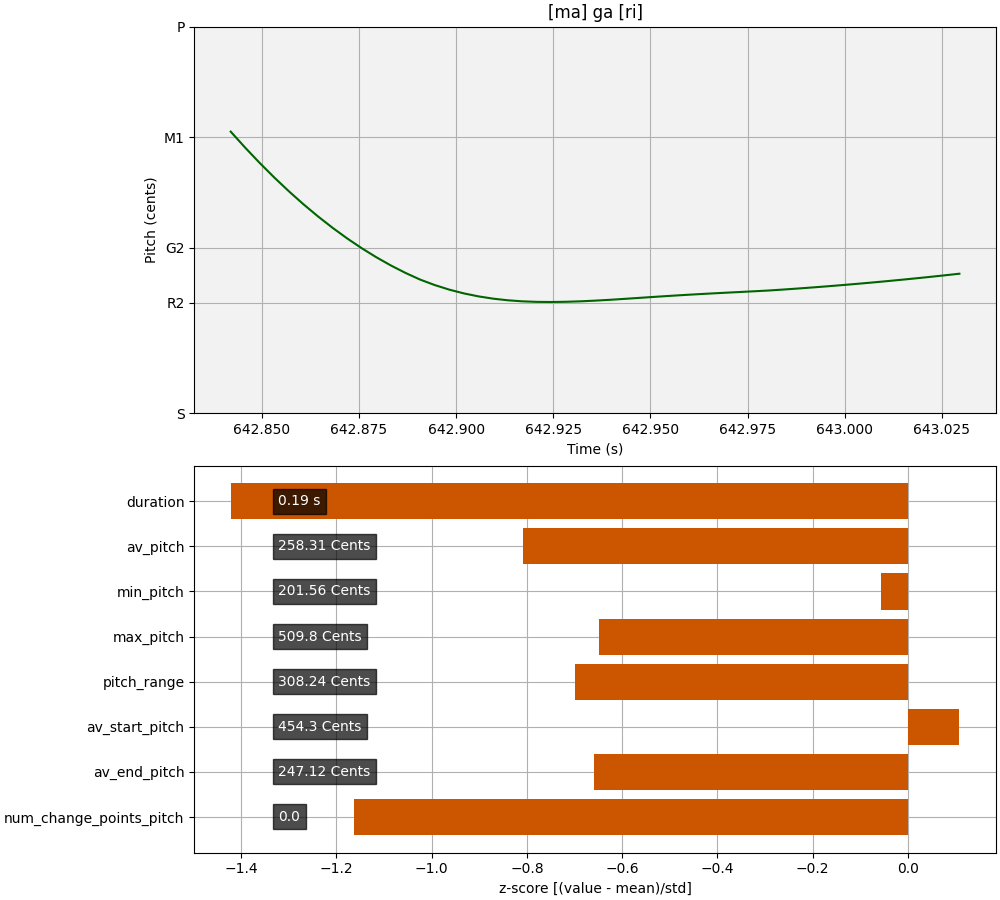 [ma] ga [ri]
P
M1
G2
R2
S
Pitch (cents)
642.850 642.875 642.900 642.925 642.950 642.975 643.000 643.025
Time (s)
duration 0.19 s
av_pitch 258.31 Cents
min_pitch 201.56 Cents
max_pitch 509.8 Cents
pitch_range 308.24 Cents
av_start_pitch 454.3 Cents
av_end_pitch 247.12 Cents
num_change_points_pitch 0.0
−1.4 −1.2 −1.0 −0.8 −0.6 −0.4 −0.2 0.0
z-score [(value - mean)/std]